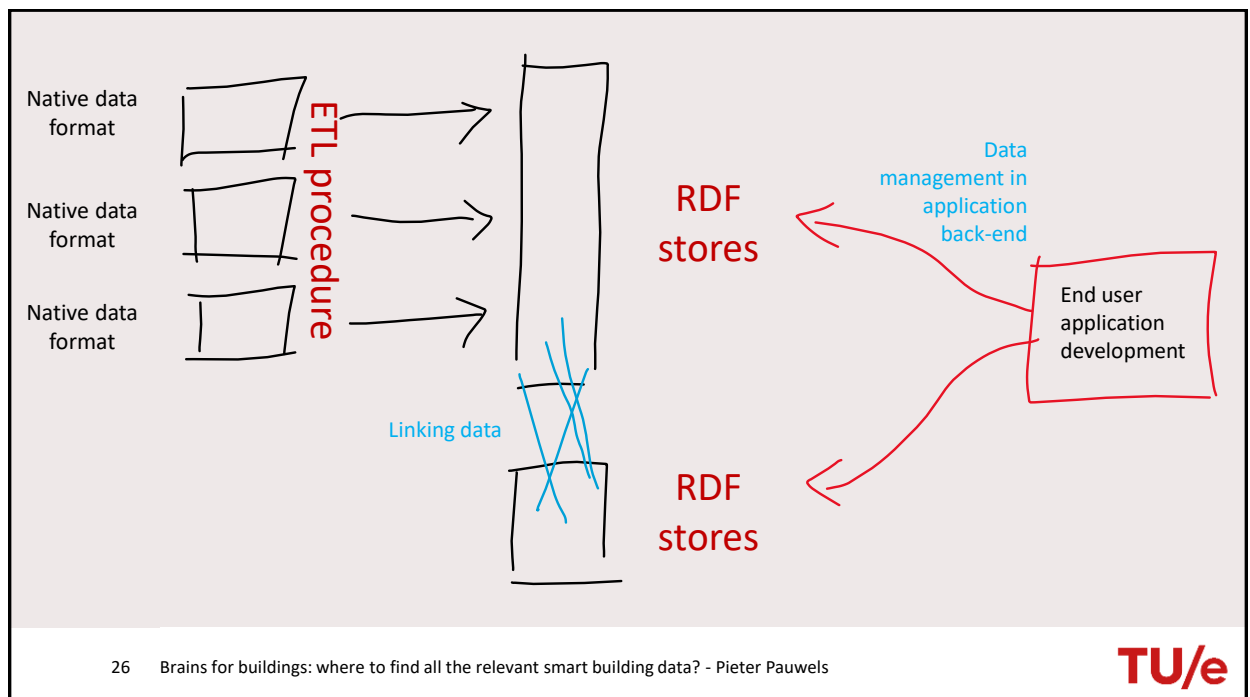 Native data
format
Native data
format
Native data
format
ETL procedure
RDF
stores
Linking data
RDF
stores
Data
management in
application
back-end
End user
application
development
26 Brains for buildings: where to find all the relevant smart building data? - Pieter Pauwels
TU/e